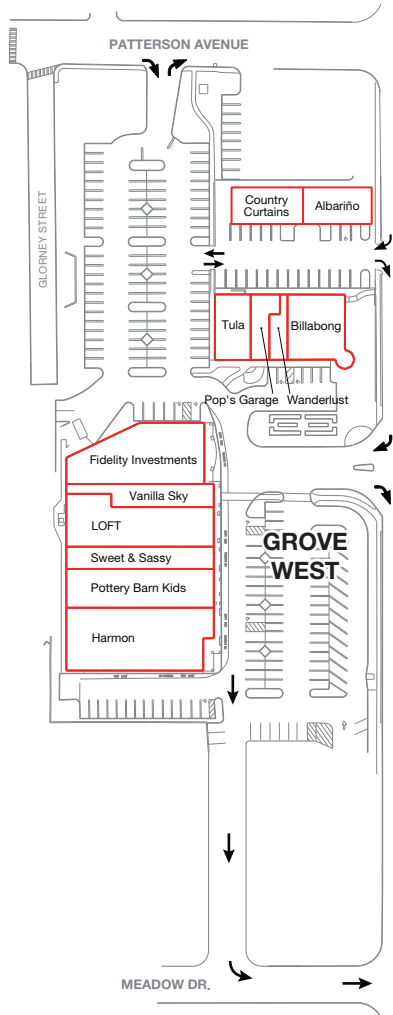 PATTERSON AVENUE
GLORNEY STREET
Country
Curtains
Albariño
Tula
Billabong
Pop's Garage
Wanderlust
Fidelity Investments
Vanilla Sky
LOFT
Sweet & Sassy
Pottery Barn Kids
Harmon
GROVE
WEST
MEADOW DR.